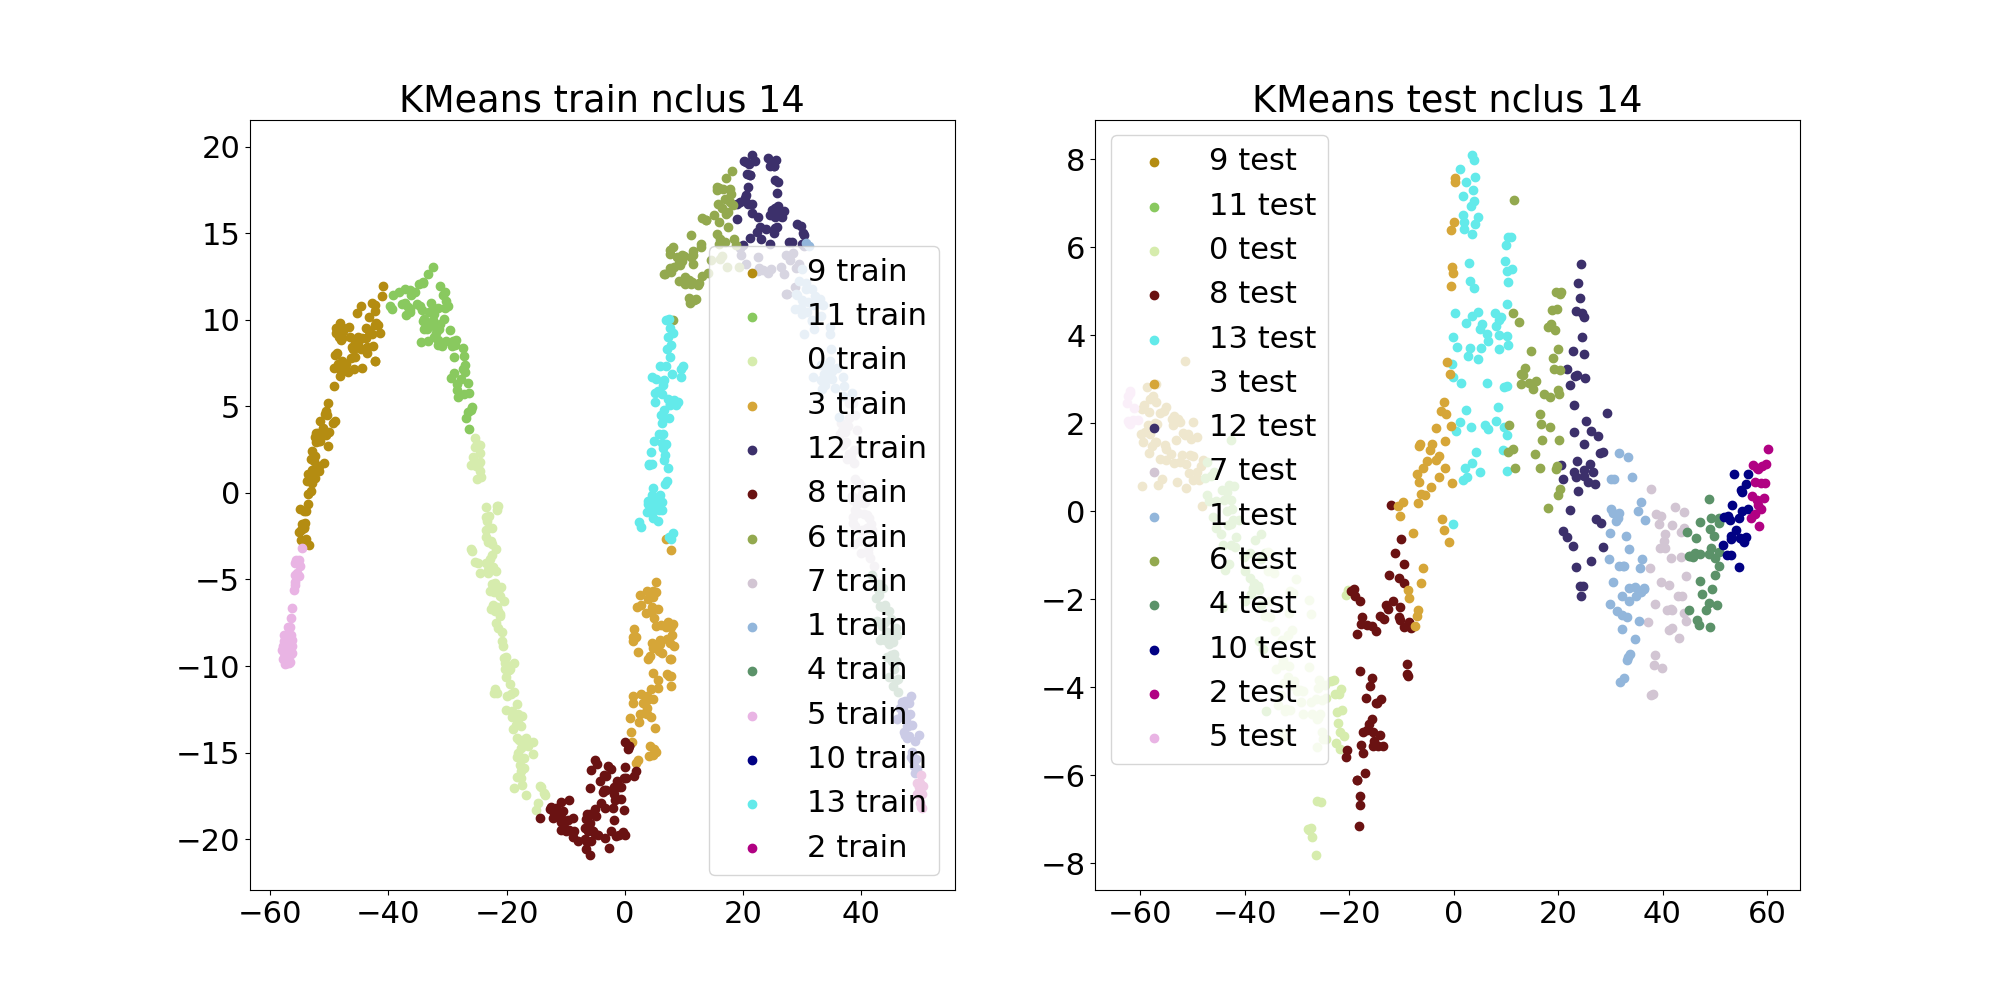 KMeans train nclus 14
20
15
10
5
0
−5
−10
−15
−20
−60
−40
−20
0
20
40
9 train
11 train
0 train
3 train
12 train
8 train
6 train
7 train
1 train
4 train
5 train
10 train
13 train
2 train
KMeans test nclus 14
8
6
4
2
0
−2
−4
−6
−8
−60
−40
−20
0
20
40
60
9 test
11 test
0 test
8 test
13 test
3 test
12 test
7 test
1 test
6 test
4 test
10 test
2 test
5 test